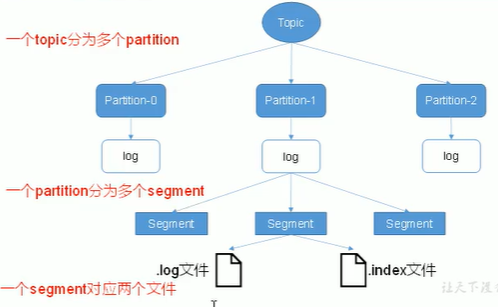 Topic
一个topic分为多个partition
Partition-0 Partition-1 Partition-2
log log log
一个partition分为多个segment
Segment Segment Segment
.log文件 .index文件
一个segment对应两个文件
让天下